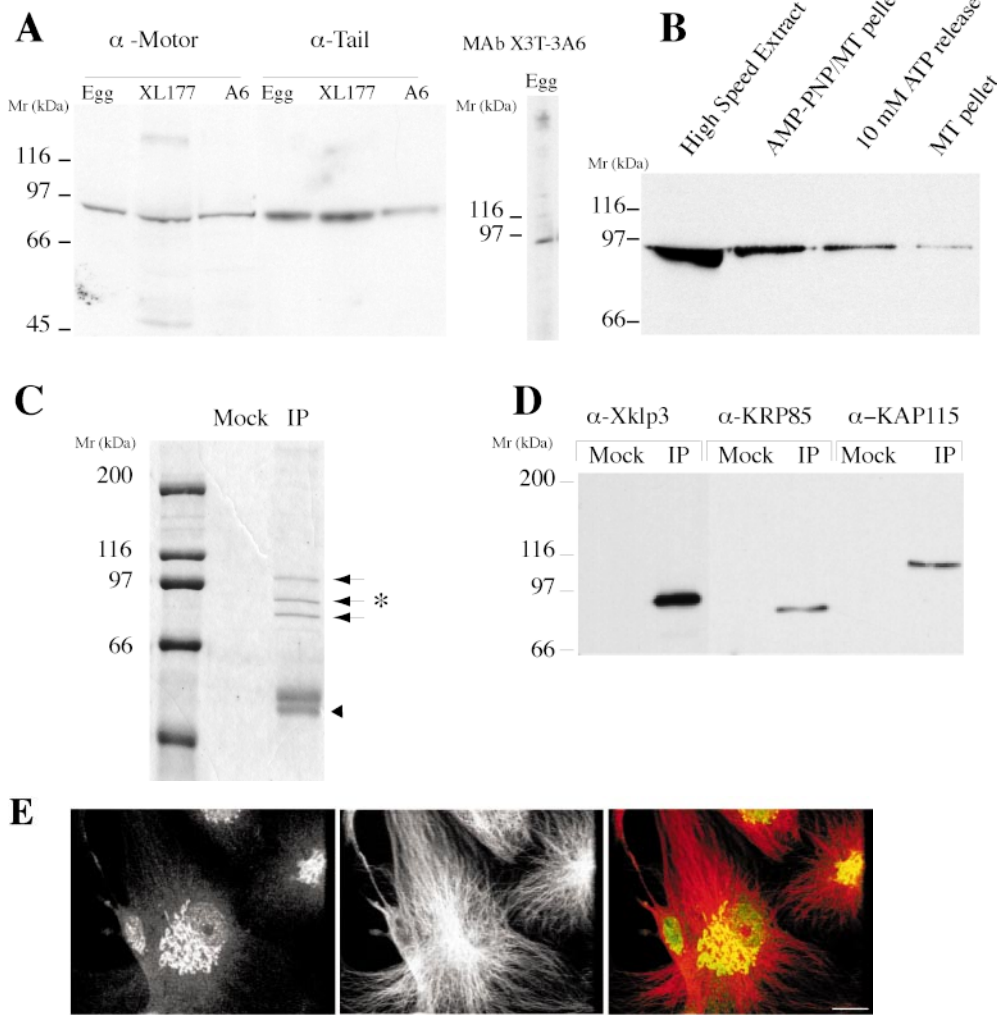 A
α -Motor
α-Tail
MAb X3T-3A6
Egg XL177 A6 Egg XL177 A6
Egg
Mr (kDa)
116
97
66
45
Mr (kDa)
116
97
B
High Speed Extract
AMP-PNP/MT pellet
10 mM ATP release
MT pellet
Mr (kDa)
116
97
66
C
Mock IP
Mr (kDa)
200
116
97
66
*
D
α-Xklp3 α-KRP85 α-KAP115
Mr (kDa)
Mock IP Mock IP Mock IP
200
116
97
66
E